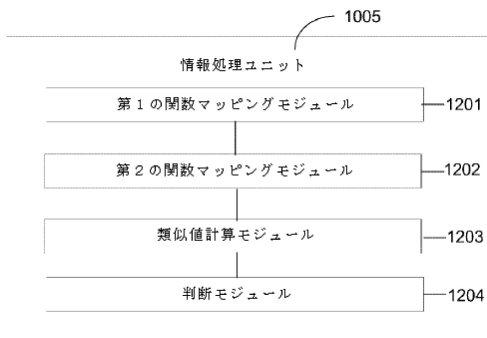 1005
情報処理ユニット
第1の関数マッピングモジュール
1201
第2の関数マッピングモジュール
1202
類似値計算モジュール
1203
判断モジュール
1204